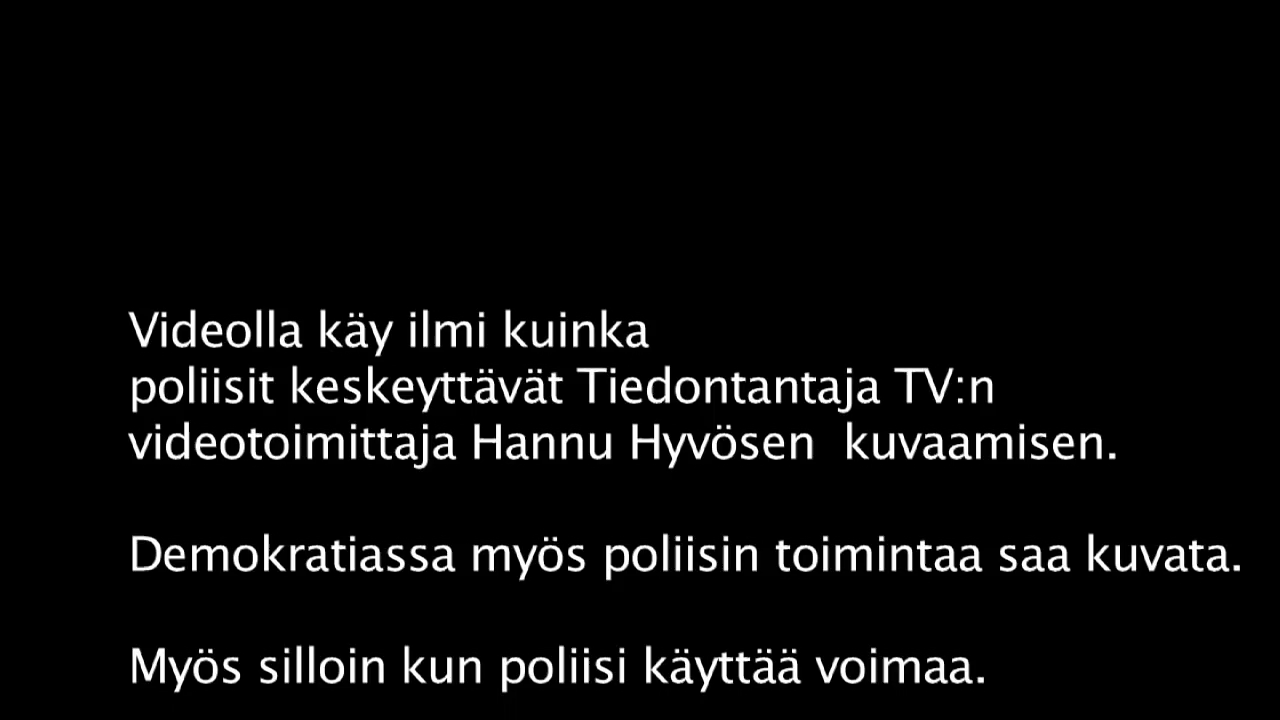 Videolla käy ilmi kuinka
poliisit keskeyttävät Tiedontantaja TV:n
videotoimittaja Hannu Hyvösen  kuvaamisen.
Demokratiassa myös poliisin toimintaa saa kuvata.
Myös silloin kun poliisi käyttää voimaa.